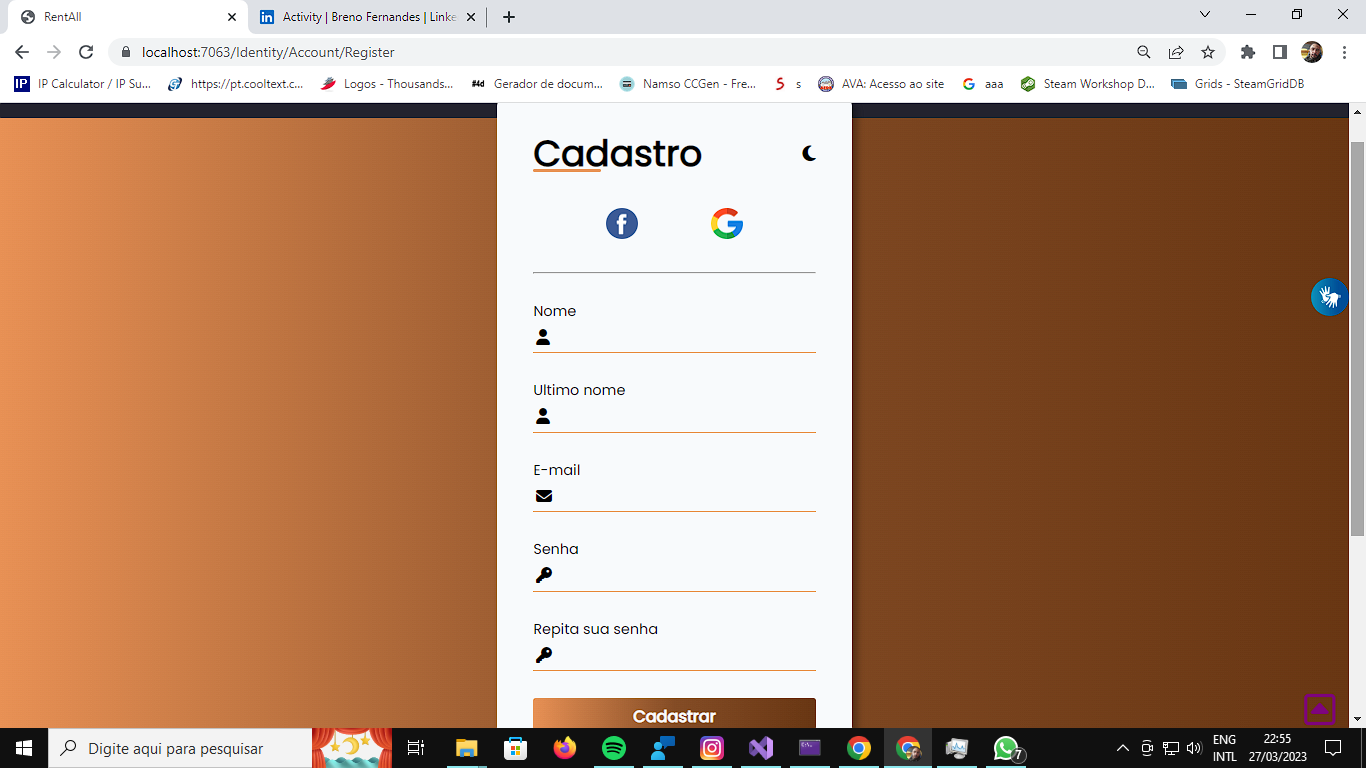 RentAll
Activity | Breno Fernandes | Linke
localhost:7063/Identity/Account/Register
IP
IP Calculator / IP Su...
https://pt.cooltext.c...
Logos - Thousands...
Gerador de docum...
Namso CCGen - Fre...
s
AVA: Acesso ao site
aaa
Steam Workshop D...
Grids - SteamGridDB
Cadastro
Nome
Ultimo nome
E-mail
Senha
Repita sua senha
Cadastrar
Digite aqui para pesquisar
7
ENG
INTL
22:55
27/03/2023